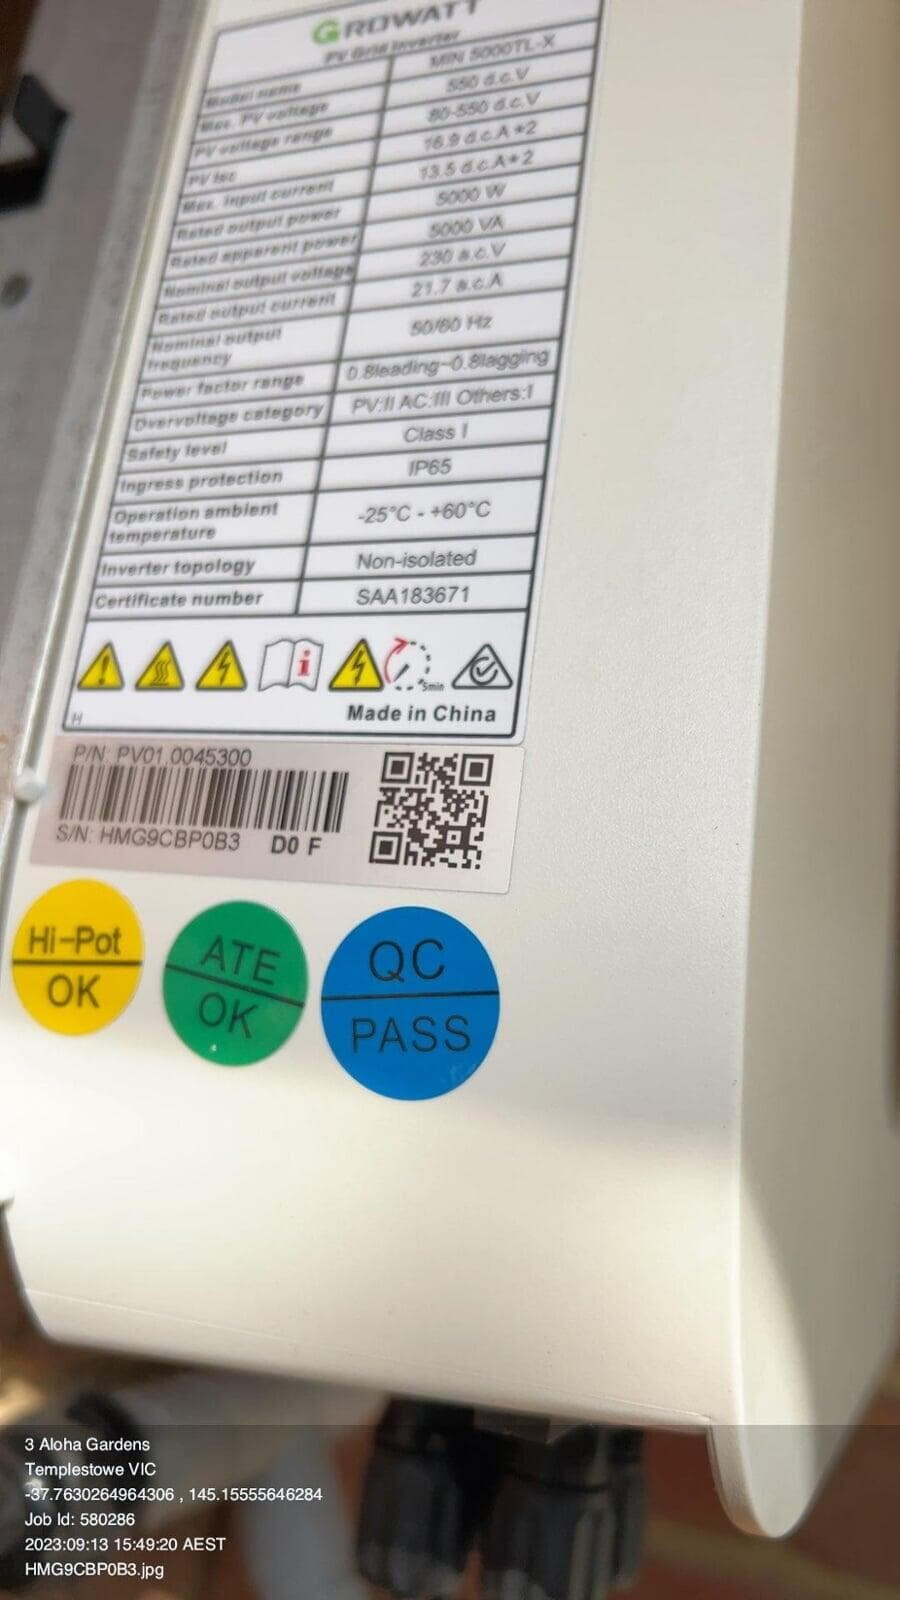 GROWATT
PV Grid Inverter
Model name MIN 5000TL-X
Max. PV voltage 550 d.c.V
PV voltage range 80-550 d.c.V
PV Isc 16.9 d.c.A*2
Max. input current 13.5 d.c.A*2
Rated output power 5000 W
Rated apparent power 5000 VA
Nominal output voltage 230 a.c.V
Rated output current 21.7 a.c.A
Nominal output
frequency 50/60 Hz
Power factor range 0.8leading~0.8lagging
Overvoltage category PV:II AC:III Others:I
Safety level Class I
Ingress protection IP65
Operation ambient
temperature -25°C - +60°C
Inverter topology Non-isolated
Certificate number SAA183671
5min
H Made in China
P/N: PV01.0045300
S/N: HMG9CBP0B3 D0 F
Hi-Pot
OK
ATE
OK
QC
PASS
3 Aloha Gardens
Templestowe VIC
-37.7630264964306 , 145.15555646284
Job Id: 580286
2023:09:13 15:49:20 AEST
HMG9CBP0B3.jpg